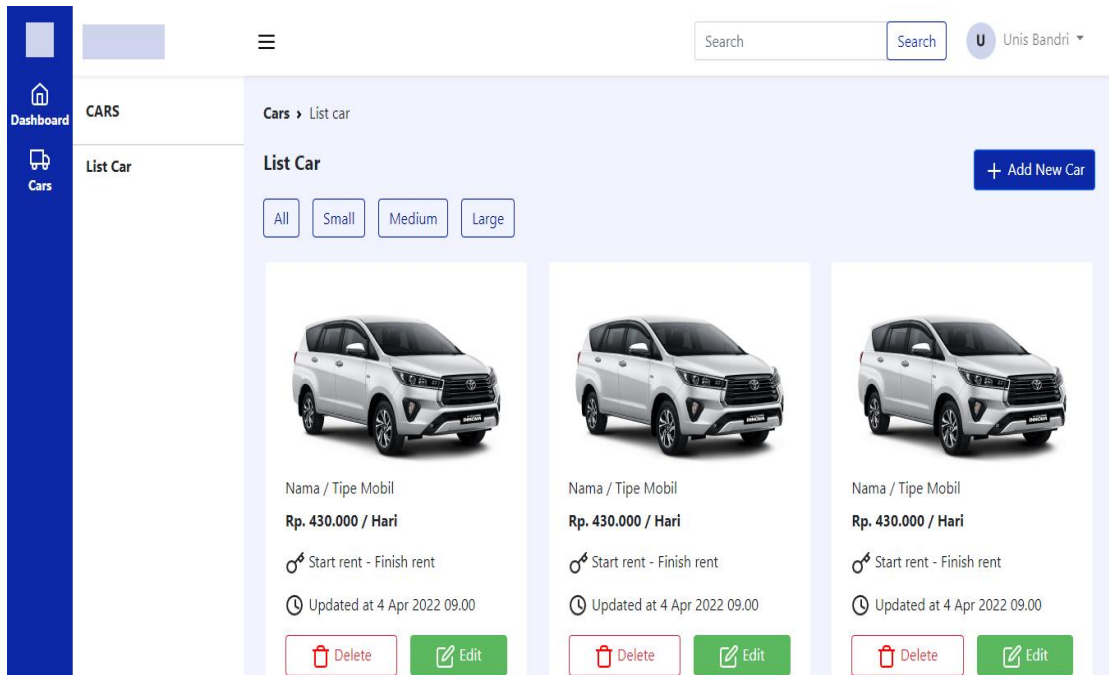 Search
Search
U
Unis Bandri
Dashboard
Cars
CARS
List Car
Cars › List car
List Car
+ Add New Car
All
Small
Medium
Large
INNOVA
Nama / Tipe Mobil
Rp. 430.000 / Hari
Start rent - Finish rent
Updated at 4 Apr 2022 09.00
Delete
Edit
INNOVA
Nama / Tipe Mobil
Rp. 430.000 / Hari
Start rent - Finish rent
Updated at 4 Apr 2022 09.00
Delete
Edit
INNOVA
Nama / Tipe Mobil
Rp. 430.000 / Hari
Start rent - Finish rent
Updated at 4 Apr 2022 09.00
Delete
Edit